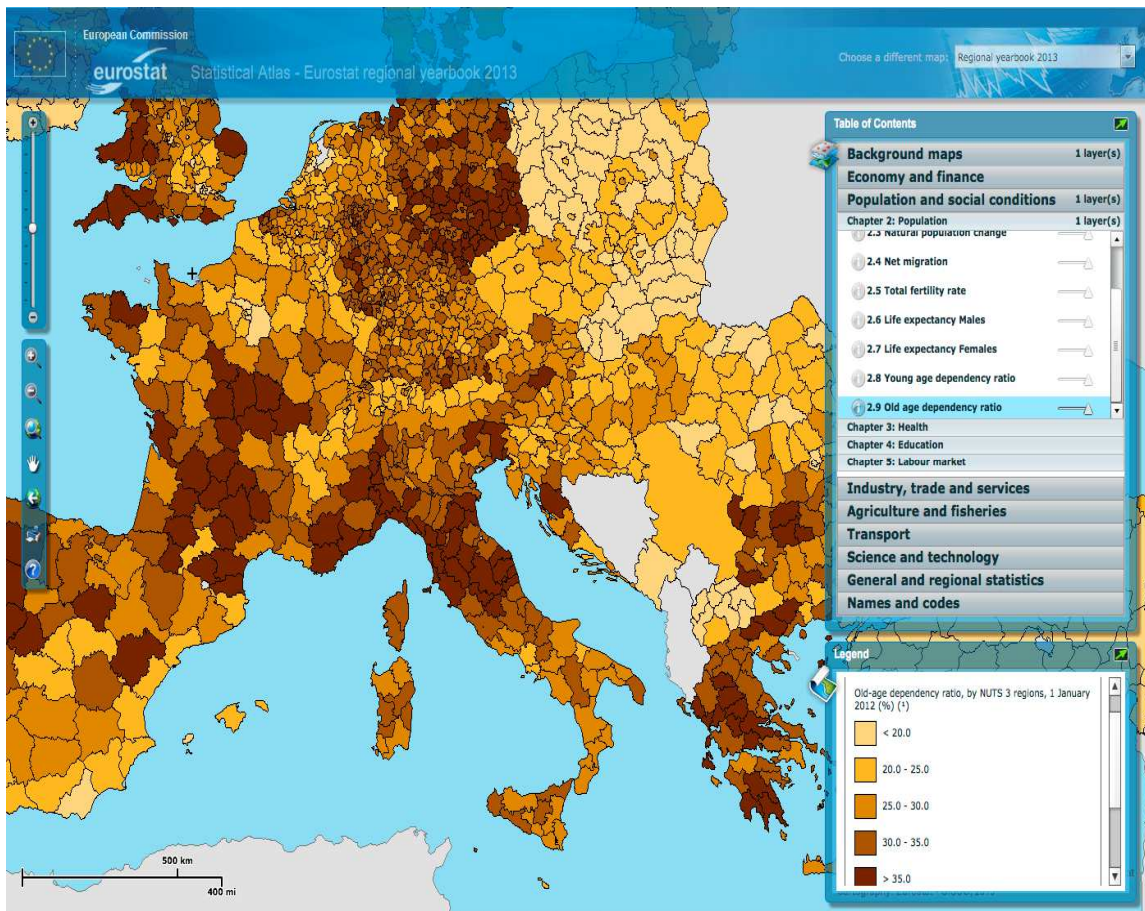 European Commission
eurostat
Statistical Atlas - Eurostat regional yearbook 2013
Choose a different map: Regional yearbook 2013
Table of Contents
Background maps 1 layer(s)
Economy and finance
Population and social conditions 1 layer(s)
Chapter 2: Population 1 layer(s)
2.3 Natural population change
2.4 Net migration
2.5 Total fertility rate
2.6 Life expectancy Males
2.7 Life expectancy Females
2.8 Young age dependency ratio
2.9 Old age dependency ratio
Chapter 3: Health
Chapter 4: Education
Chapter 5: Labour market
Industry, trade and services
Agriculture and fisheries
Transport
Science and technology
General and regional statistics
Names and codes
Legend
Old-age dependency ratio, by NUTS 3 regions, 1 January
2012 (%) (¹)
< 20.0
20.0 - 25.0
25.0 - 30.0
30.0 - 35.0
> 35.0
500 km
400 mi